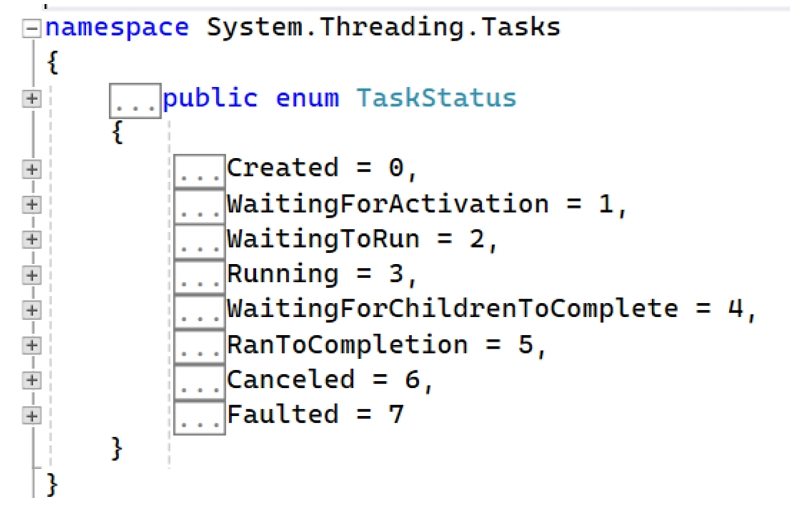 namespace System.Threading.Tasks
{
...public enum TaskStatus
{
...Created = 0,
...WaitingForActivation = 1,
...WaitingToRun = 2,
...Running = 3,
...WaitingForChildrenToComplete = 4,
...RanToCompletion = 5,
...Canceled = 6,
...Faulted = 7
}
}